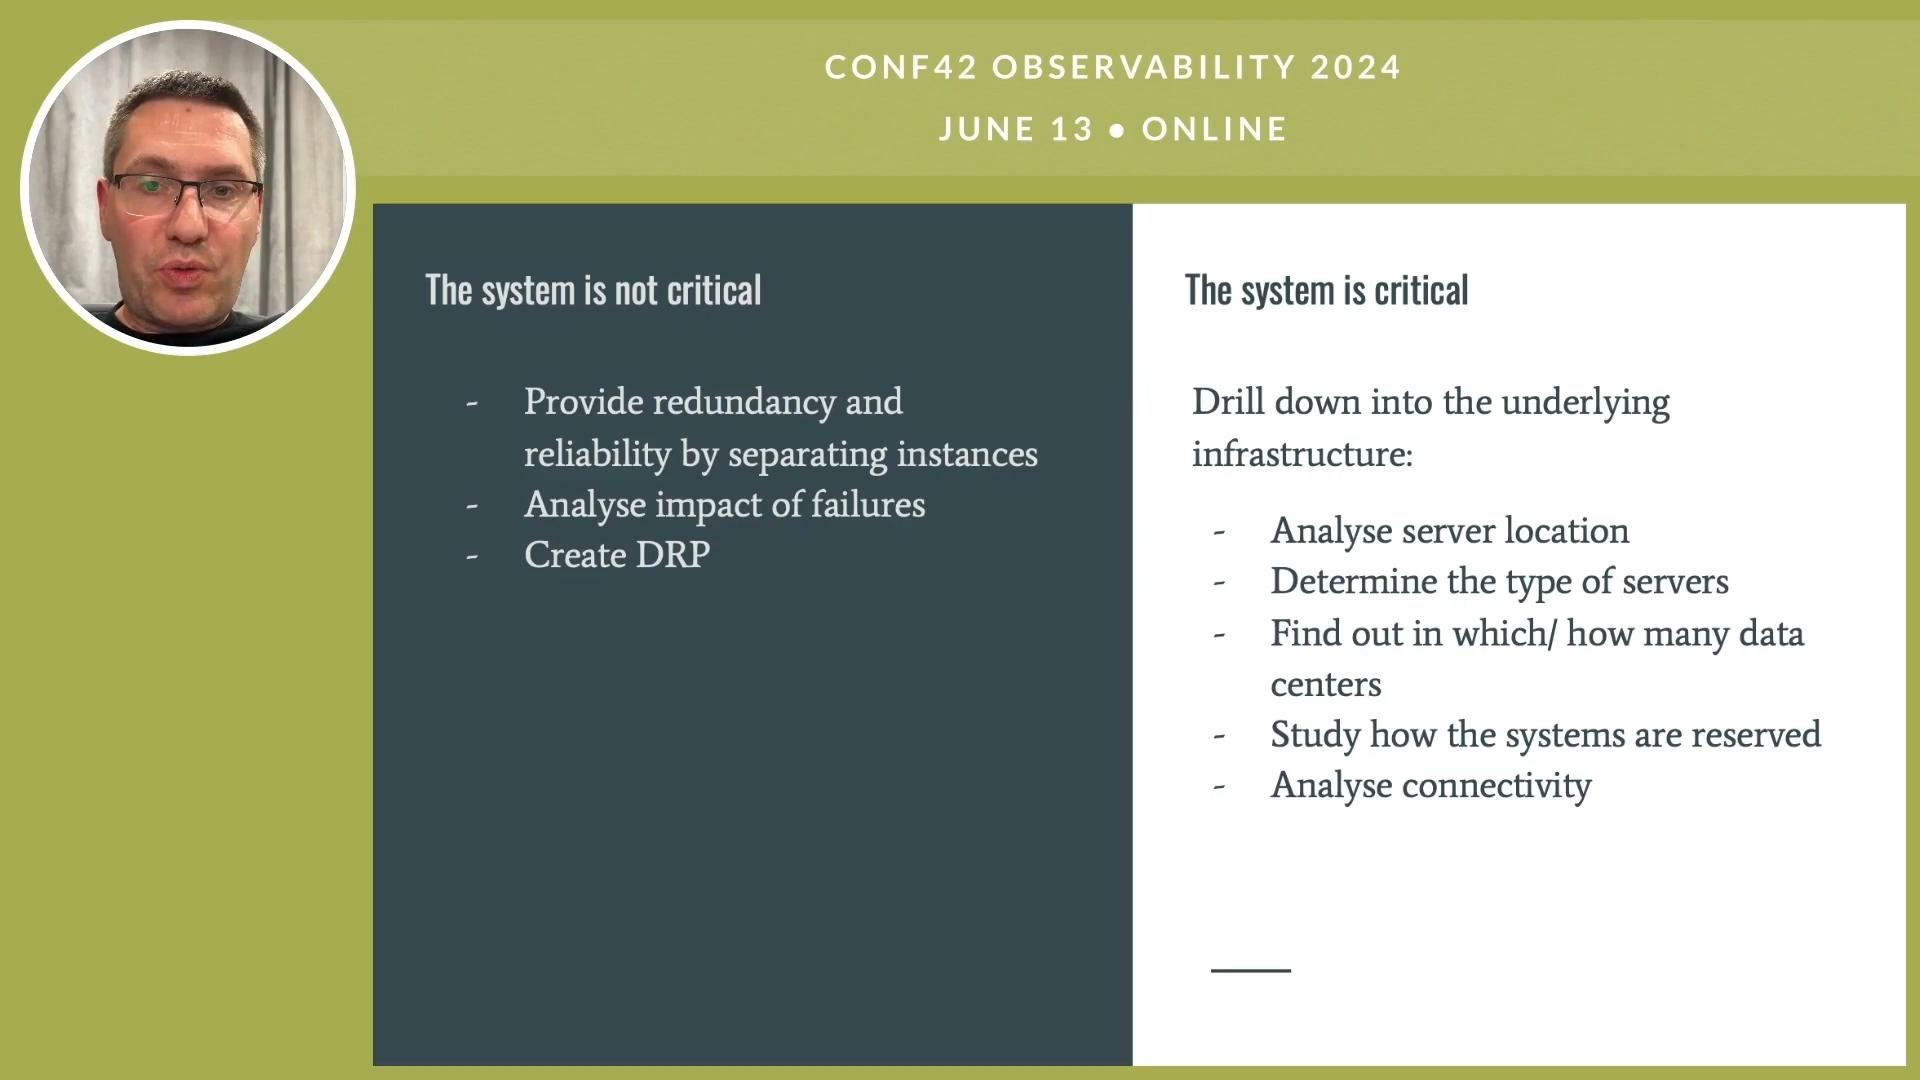 CONF42 OBSERVABILITY 2024
JUNE 13 ● ONLINE
The system is not critical
- Provide redundancy and
reliability by separating instances
- Analyse impact of failures
- Create DRP
The system is critical
Drill down into the underlying
infrastructure:
- Analyse server location
- Determine the type of servers
- Find out in which/ how many data
centers
- Study how the systems are reserved
- Analyse connectivity